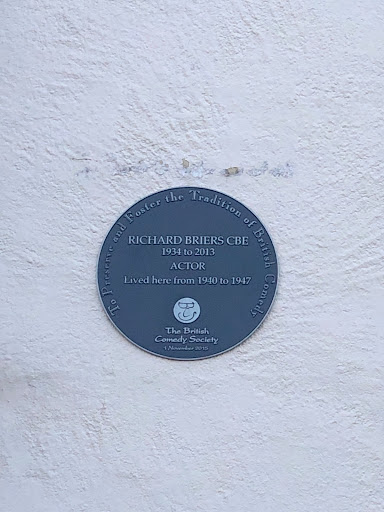 To Preserve and Foster the Tradition of British Comedy
RICHARD BRIERS CBE
1934 to 2013
ACTOR
Lived here from 1940 to 1947
The British
Comedy Society